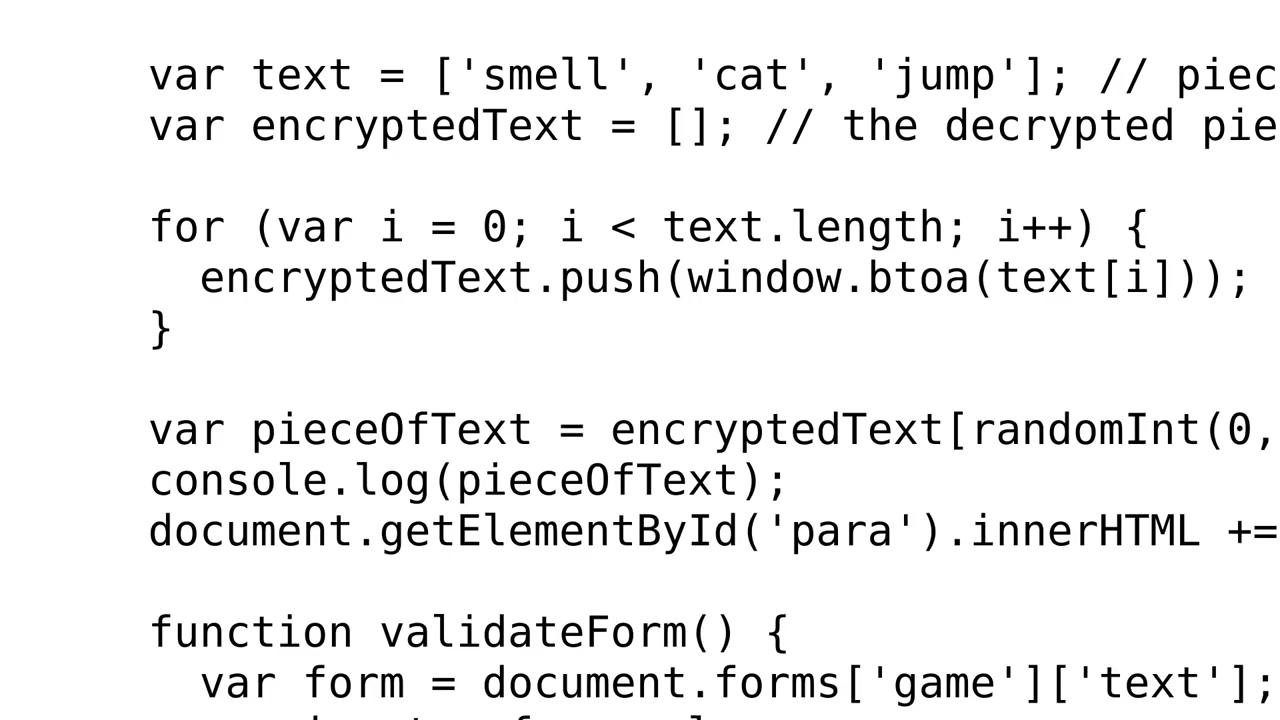 var text = ['smell', 'cat', 'jump']; // piec
var encryptedText = []; // the decrypted pie
for (var i = 0; i < text.length; i++) {
encryptedText.push(window.btoa(text[i]));
}
var pieceOfText = encryptedText[randomInt(0,
console.log(pieceOfText);
document.getElementById('para').innerHTML +=
function validateForm() {
var form = document.forms['game']['text'];